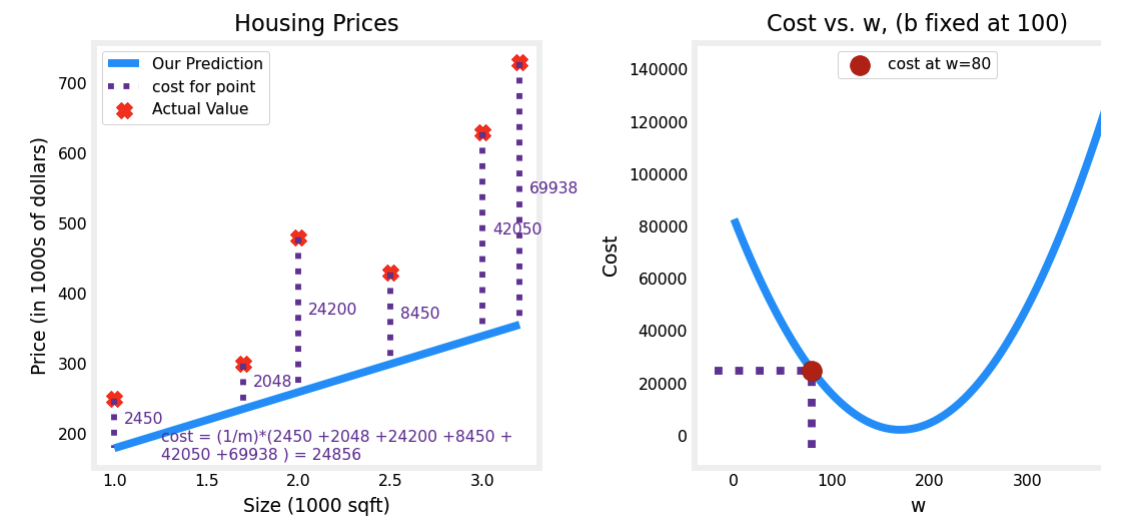 Housing Prices
Our Prediction
cost for point
Actual Value
700
600
500
400
300
200
Price (in 1000s of dollars)
69938
42050
24200
8450
2048
2450
cost = (1/m)*(2450 +2048 +24200 +8450 +
42050 +69938 ) = 24856
1.0 1.5 2.0 2.5 3.0
Size (1000 sqft)
Cost vs. w, (b fixed at 100)
cost at w=80
140000
120000
100000
80000
60000
40000
20000
0
Cost
0 100 200 300
w